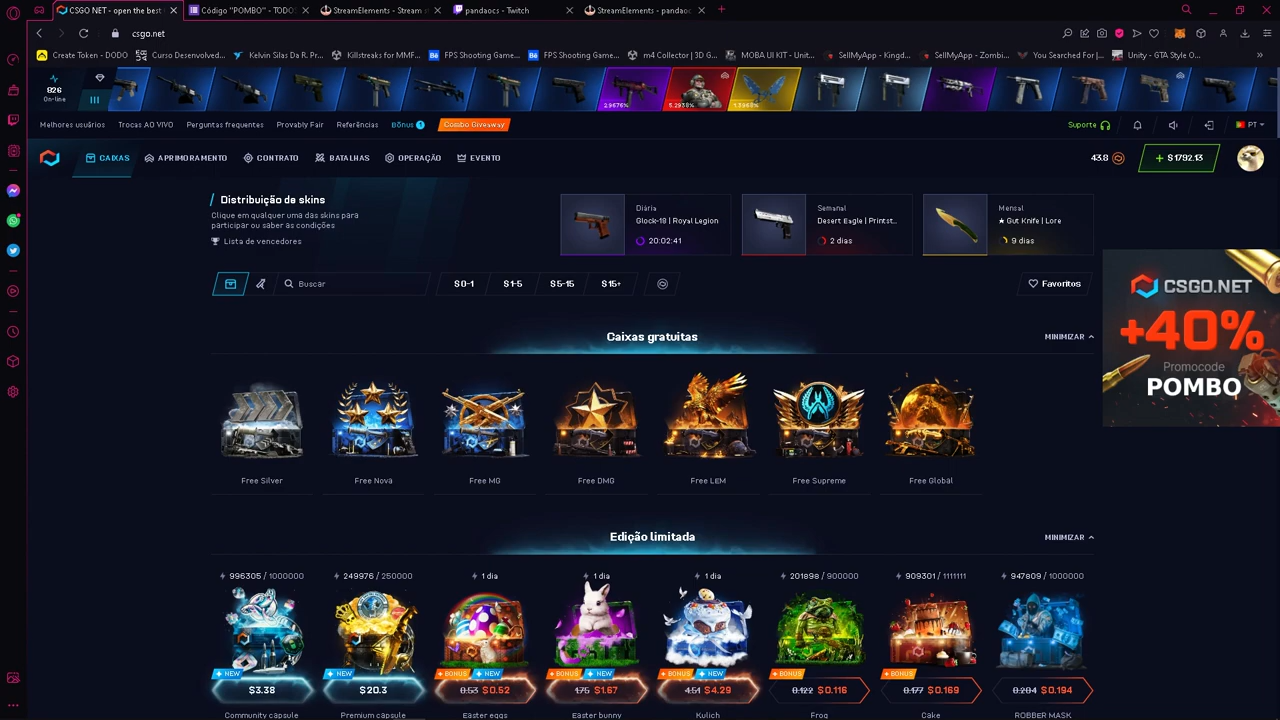 CSGO.NET - open the best
Código "POMBO" - TODOS
StreamElements - Stream
pandaocs - Twitch
StreamElements - pandaoc
csgo.net
Create Token - DODO
Curso Desenvolved...
Kelvin Silas Da R. Pr...
Killstreaks for MMF...
FPS Shooting Game...
FPS Shooting Game...
m4 Collector | 3D G...
MOBA UI KIT - Unit...
SellMyApp - Kingd...
SellMyApp - Zombi...
You Searched For |...
Unity - GTA Style O...
826
On-line
2.9676%
5.2938%
Melhores usuários
Trocas AO VIVO
Perguntas frequentes
Provably Fair
Referências
Bônus
Combo Giveaway
Suporte
PT
CAIXAS
APRIMORAMENTO
CONTRATO
BATALHAS
OPERAÇÃO
EVENTO
43.8
+ $1792.13
Distribuição de skins
Clique em qualquer uma das skins para
participar ou saber as condições
Lista de vencedores
Diária
Glock-18 | Royal Legion
20:02:41
Semanal
Desert Eagle | Printst...
2 dias
Mensal
★ Gut Knife | Lore
9 dias
Buscar
$0-1
$1-5
$5-15
$15+
Favoritos
CSGO.NET
+40%
Promocode
POMBO
Caixas gratuitas
MINIMIZAR
Free Silver
Free Nova
Free MG
Free DMG
Free LEM
Free Supreme
Free Global
Edição limitada
MINIMIZAR
996305 / 1000000
249976 / 250000
1 dia
1 dia
1 dia
201898 / 900000
909301 / 1111111
947809 / 1000000
+ NEW
+ NEW
+ BONUS + NEW
+ BONUS + NEW
+ BONUS + NEW
+ BONUS
+ BONUS
$3.38
$20.3
0.53 $0.52
1.75 $1.67
4.51 $4.29
0.122 $0.116
0.177 $0.169
0.204 $0.194
Community capsule
Premium capsule
Easter eggs
Easter bunny
Kulich
Frog
Cake
ROBBER MASK